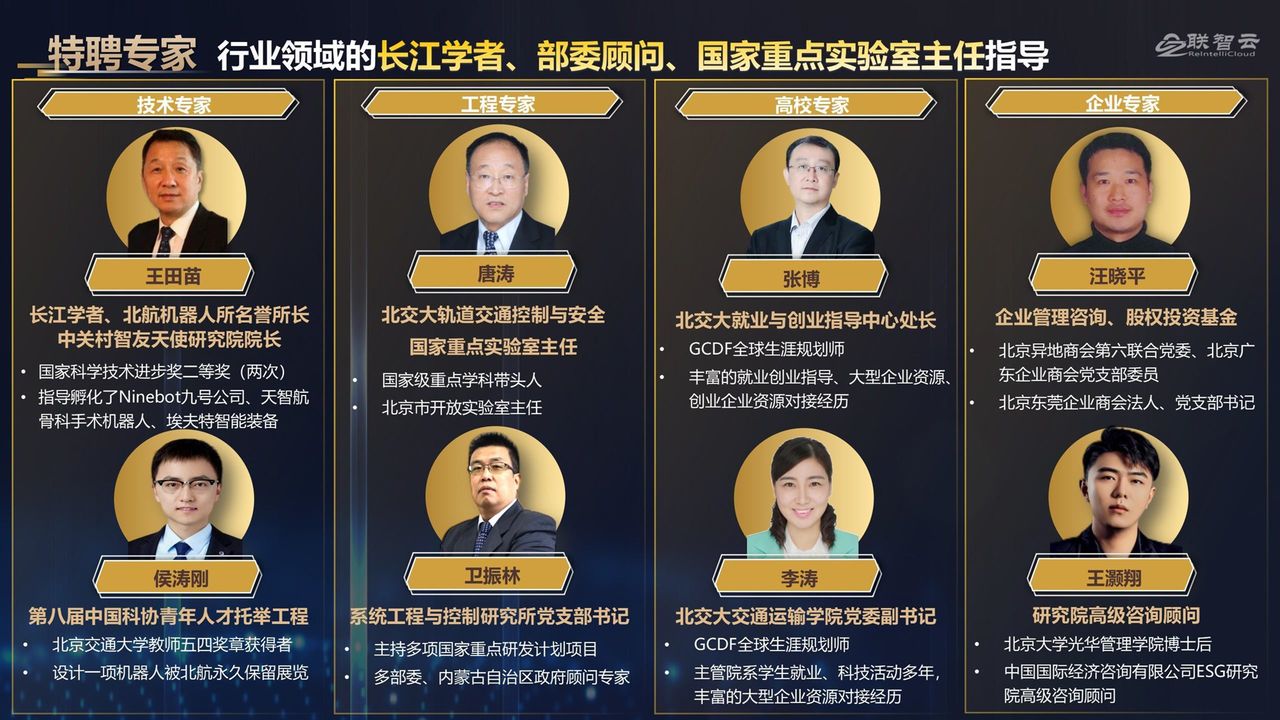 特聘专家 行业领域的长江学者、部委顾问、国家重点实验室主任指导
联智云
ReIntelliCloud
技术专家
王田苗
长江学者、北航机器人所名誉所长
中关村智友天使研究院院长
• 国家科学技术进步奖二等奖（两次）
• 指导孵化了Ninebot九号公司、天智航
骨科手术机器人、埃夫特智能装备
侯涛刚
第八届中国科协青年人才托举工程
• 北京交通大学教师五四奖章获得者
• 设计一项机器人被北航永久保留展览
工程专家
唐涛
北交大轨道交通控制与安全
国家重点实验室主任
• 国家级重点学科带头人
• 北京市开放实验室主任
卫振林
系统工程与控制研究所党支部书记
• 主持多项国家重点研发计划项目
• 多部委、内蒙古自治区政府顾问专家
高校专家
张博
北交大就业与创业指导中心处长
• GCDF全球生涯规划师
• 丰富的就业创业指导、大型企业资源、
创业企业资源对接经历
李涛
北交大交通运输学院党委副书记
• GCDF全球生涯规划师
• 主管院系学生就业、科技活动多年，
丰富的大型企业资源对接经历
企业专家
汪晓平
企业管理咨询、股权投资基金
• 北京异地商会第六联合党委、北京广
东企业商会党支部委员
• 北京东莞企业商会法人、党支部书记
王灏翔
研究院高级咨询顾问
• 北京大学光华管理学院博士后
• 中国国际经济咨询有限公司ESG研究
院高级咨询顾问